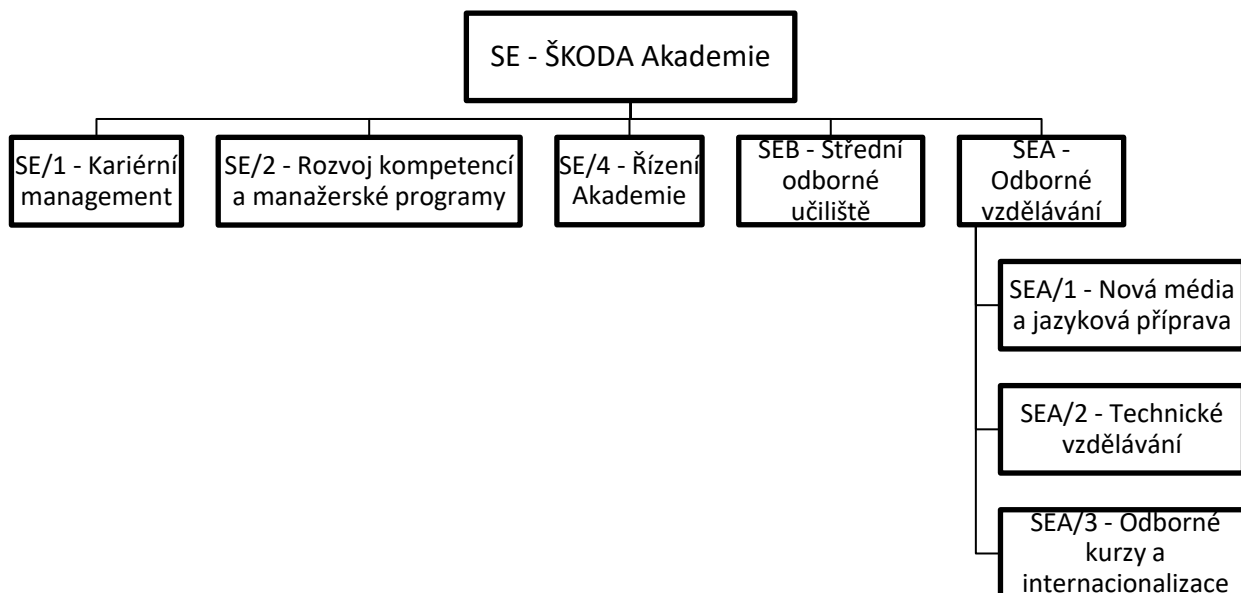 SE - ŠKODA Akademie
SE/1 - Kariérní
management
SE/2 - Rozvoj kompetencí
a manažerské programy
SE/4 - Řízení
Akademie
SEB - Střední
odborné
učiliště
SEA -
Odborné
vzdělávání
SEA/1 - Nová média
a jazyková příprava
SEA/2 - Technické
vzdělávání
SEA/3 - Odborné
kurzy a
internacionalizace